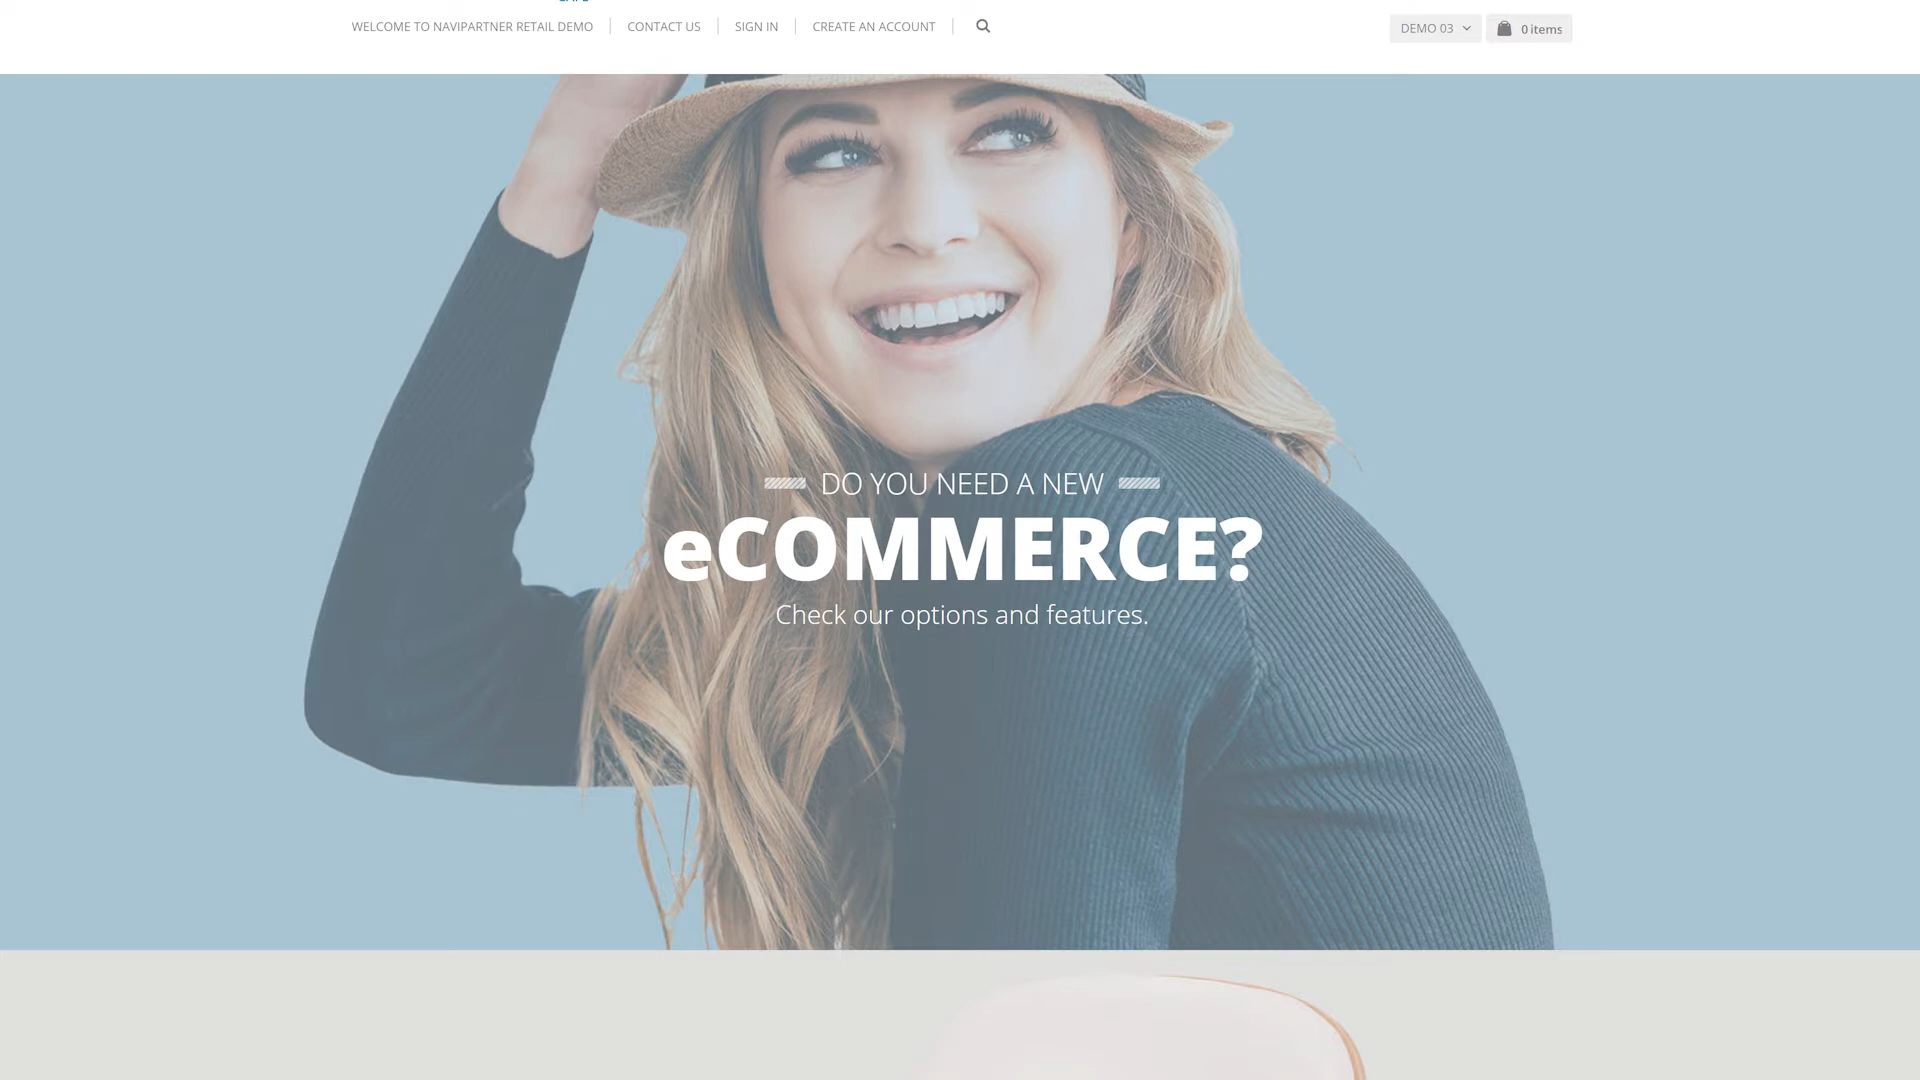 WELCOME TO NAVIPARTNER RETAIL DEMO
CONTACT US
SIGN IN
CREATE AN ACCOUNT
DEMO 03
0 items
DO YOU NEED A NEW
eCOMMERCE?
Check our options and features.